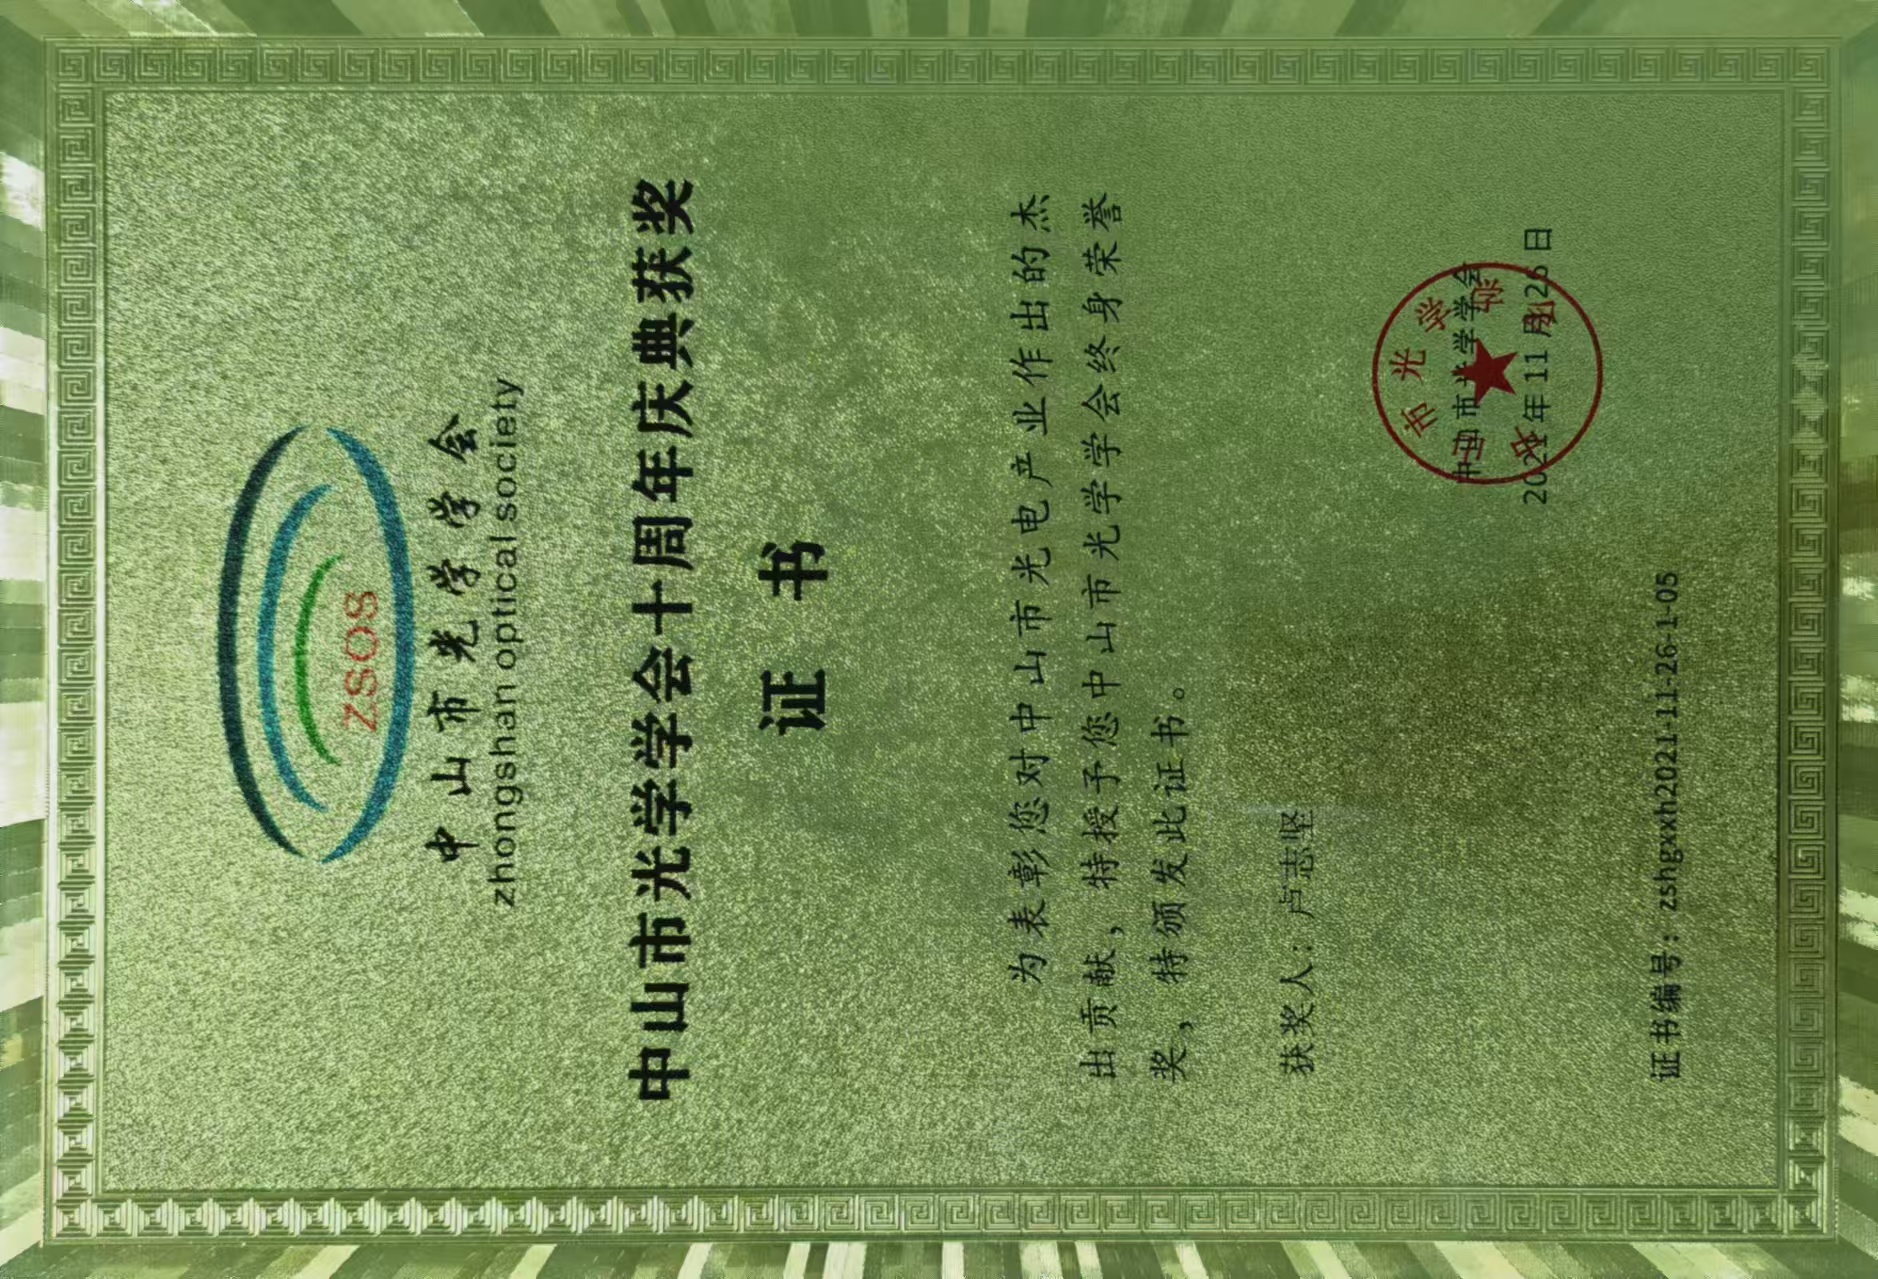 ZSOS
中山市光学学会
zhongshan optical society
中山市光学学会十周年庆典获奖
证书
为表彰您对中山市光电产业作出的杰
出贡献，特授予您中山市光学学会终身荣誉
奖，特颁发此证书。
获奖人：卢志坚
中山市光学学会
中山市光学学会
2021年11月26日
证书编号：zshgxxh2021-11-26-1-05